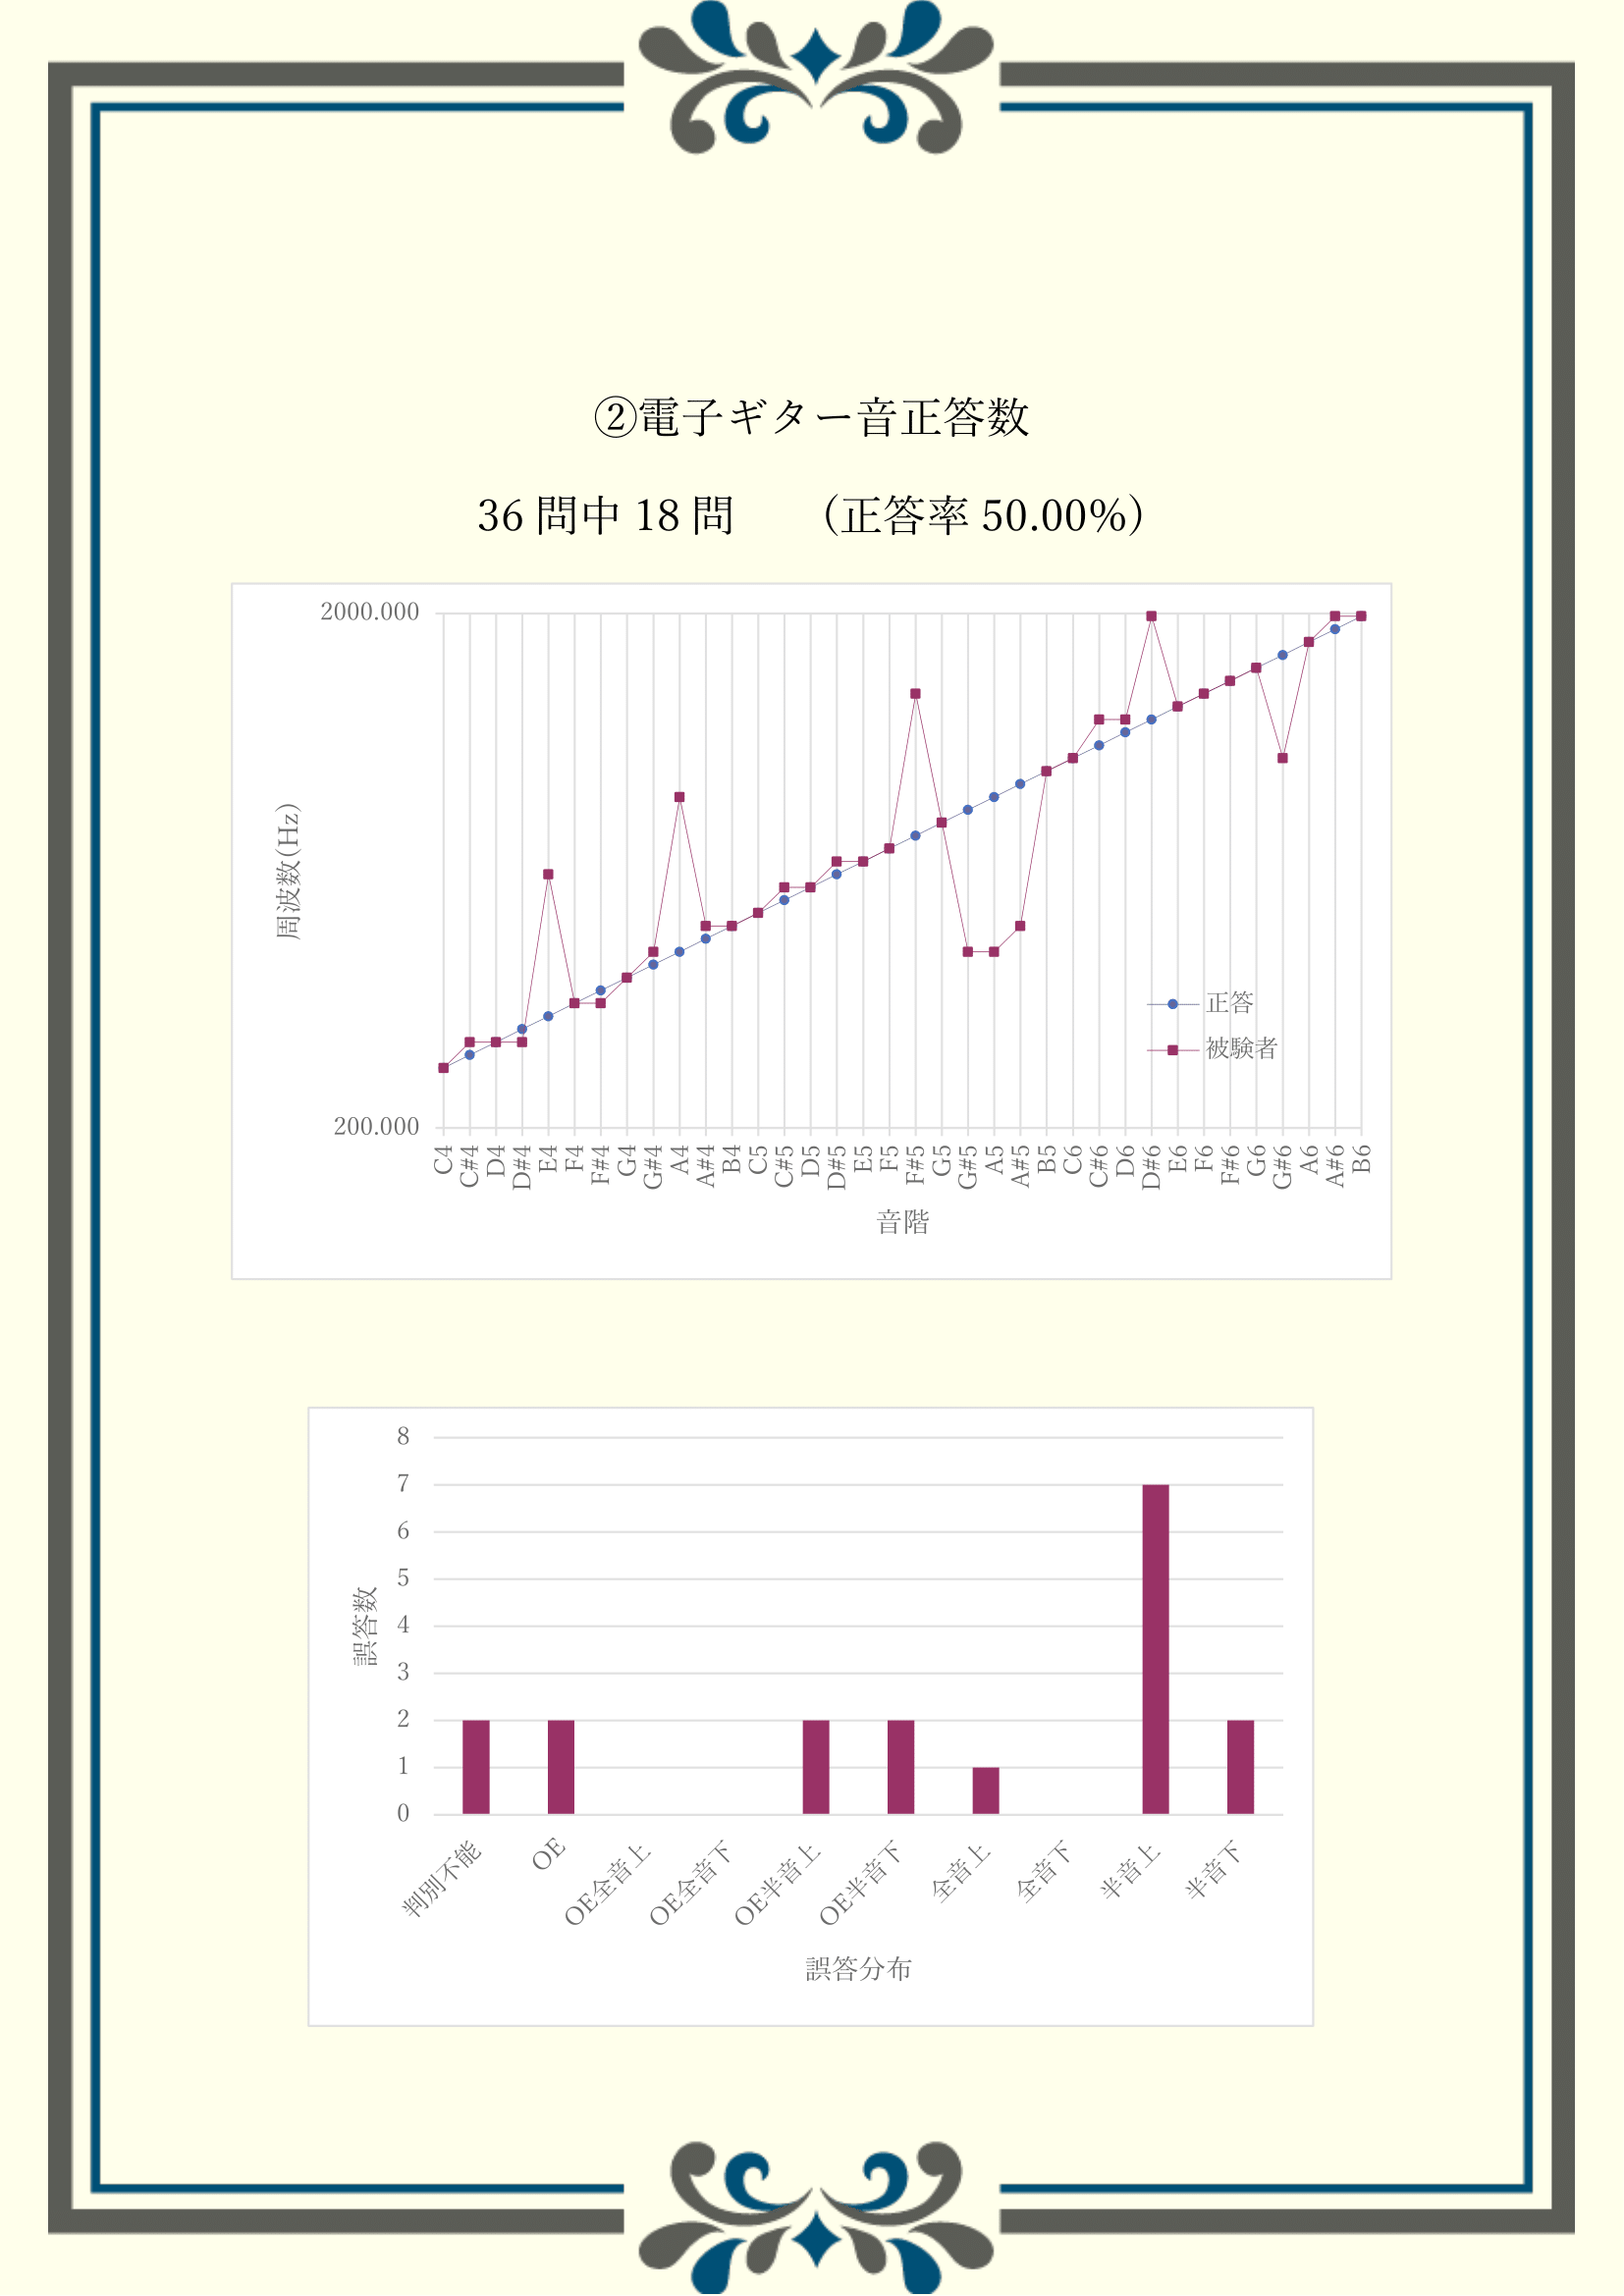 ②電子ギター音正答数
36 問中 18 問　（正答率 50.00%）
2000.000
200.000
周波数(Hz)
正答
被験者
C4
C#4
D4
D#4
E4
F4
F#4
G4
G#4
A4
A#4
B4
C5
C#5
D5
D#5
E5
F5
F#5
G5
G#5
A5
A#5
B5
C6
C#6
D6
D#6
E6
F6
F#6
G6
G#6
A6
A#6
B6
音階
8
7
6
5
4
3
2
1
0
誤答数
判別不能
OE
OE全音上
OE全音下
OE半音上
OE半音下
全音上
全音下
半音上
半音下
誤答分布